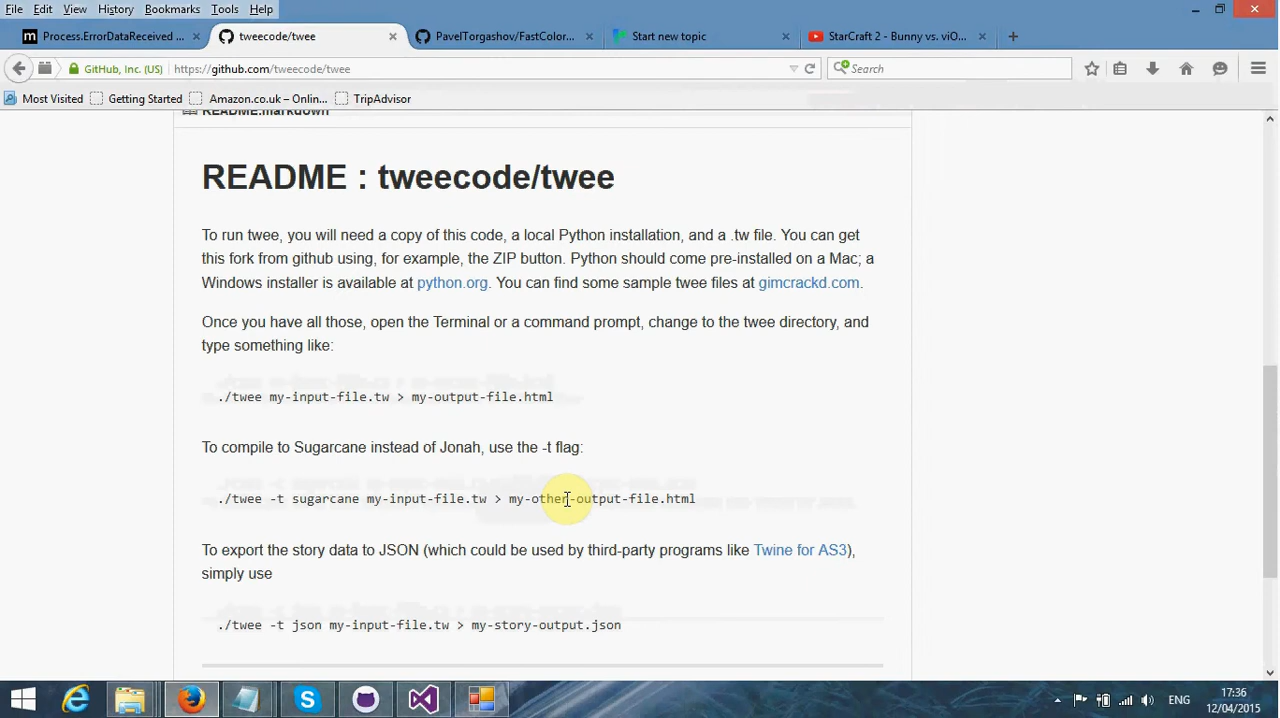 File Edit View History Bookmarks Tools Help
m Process.ErrorDataReceived ...
tweecode/twee
PavelTorgashov/FastColor...
Start new topic
StarCraft 2 - Bunny vs. viO...
GitHub, Inc. (US) https://github.com/tweecode/twee
Search
Most Visited Getting Started Amazon.co.uk – Onlin... TripAdvisor
README.markdown
README : tweecode/twee
To run twee, you will need a copy of this code, a local Python installation, and a .tw file. You can get
this fork from github using, for example, the ZIP button. Python should come pre-installed on a Mac; a
Windows installer is available at python.org. You can find some sample twee files at gimcrackd.com.
Once you have all those, open the Terminal or a command prompt, change to the twee directory, and
type something like:
./twee my-input-file.tw > my-output-file.html
To compile to Sugarcane instead of Jonah, use the -t flag:
./twee -t sugarcane my-input-file.tw > my-other-output-file.html
To export the story data to JSON (which could be used by third-party programs like Twine for AS3),
simply use
./twee -t json my-input-file.tw > my-story-output.json
ENG
17:36
12/04/2015